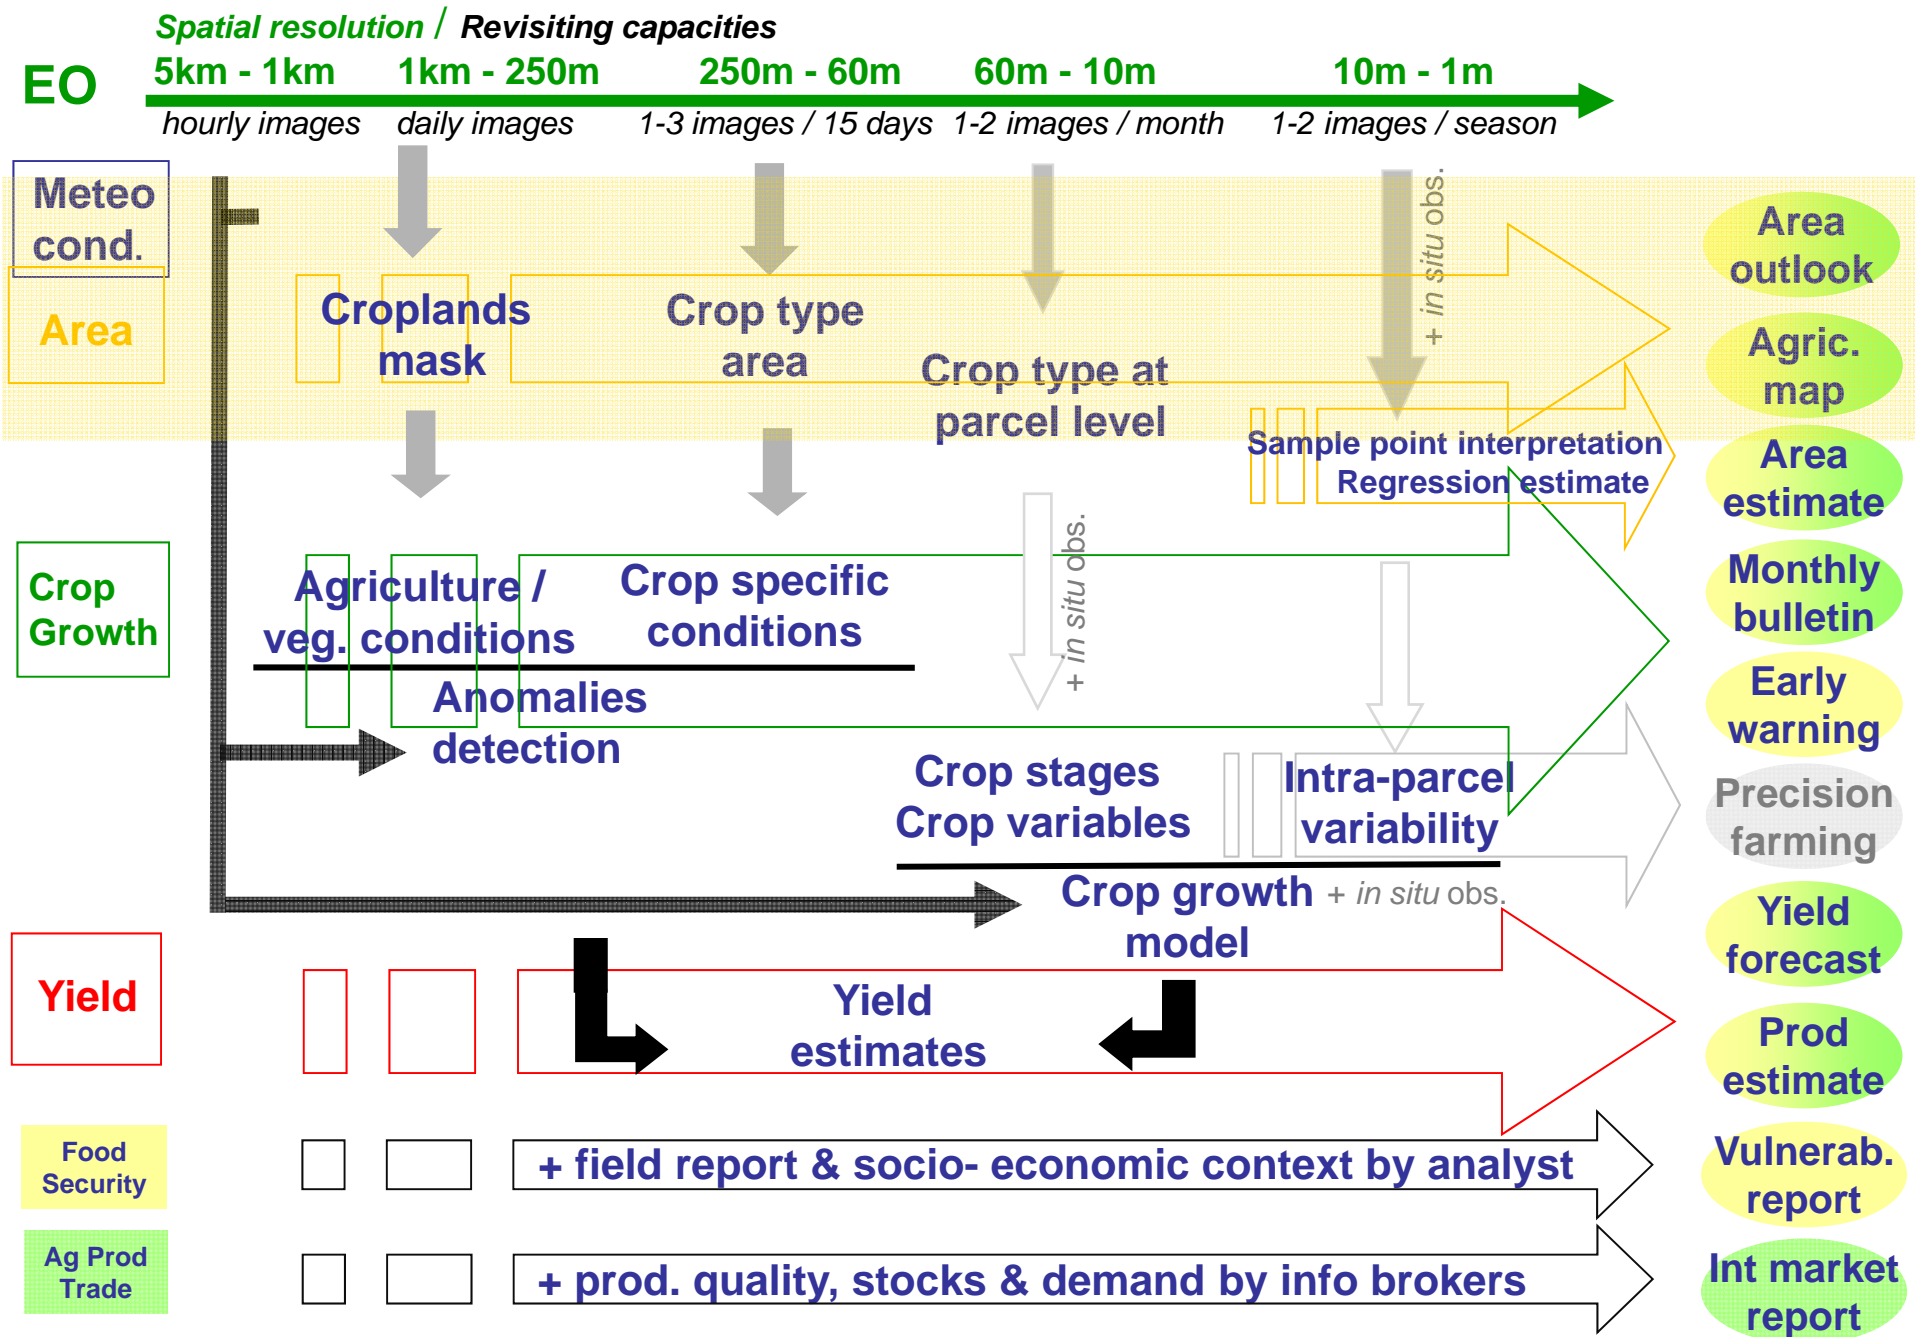 Spatial resolution / Revisiting capacities
EO
5km - 1km 1km - 250m 250m - 60m 60m - 10m 10m - 1m
hourly images daily images 1-3 images / 15 days 1-2 images / month 1-2 images / season
Meteo
cond.
+ in situ obs.
Area
outlook
Area
Croplands
mask
Crop type
area
Crop type at
parcel level
Agric.
map
Sample point interpretation
Regression estimate
Area
estimate
Crop
Growth
Agriculture /
veg. conditions
Crop specific
conditions
+ in situ obs.
Monthly
bulletin
Anomalies
detection
Early
warning
Crop stages
Crop variables
Intra-parcel
variability
Precision
farming
Crop growth + in situ obs.
model
Yield
forecast
Yield
Yield
estimates
Prod
estimate
Food
Security
+ field report & socio- economic context by analyst
Vulnerab.
report
Ag Prod
Trade
+ prod. quality, stocks & demand by info brokers
Int market
report